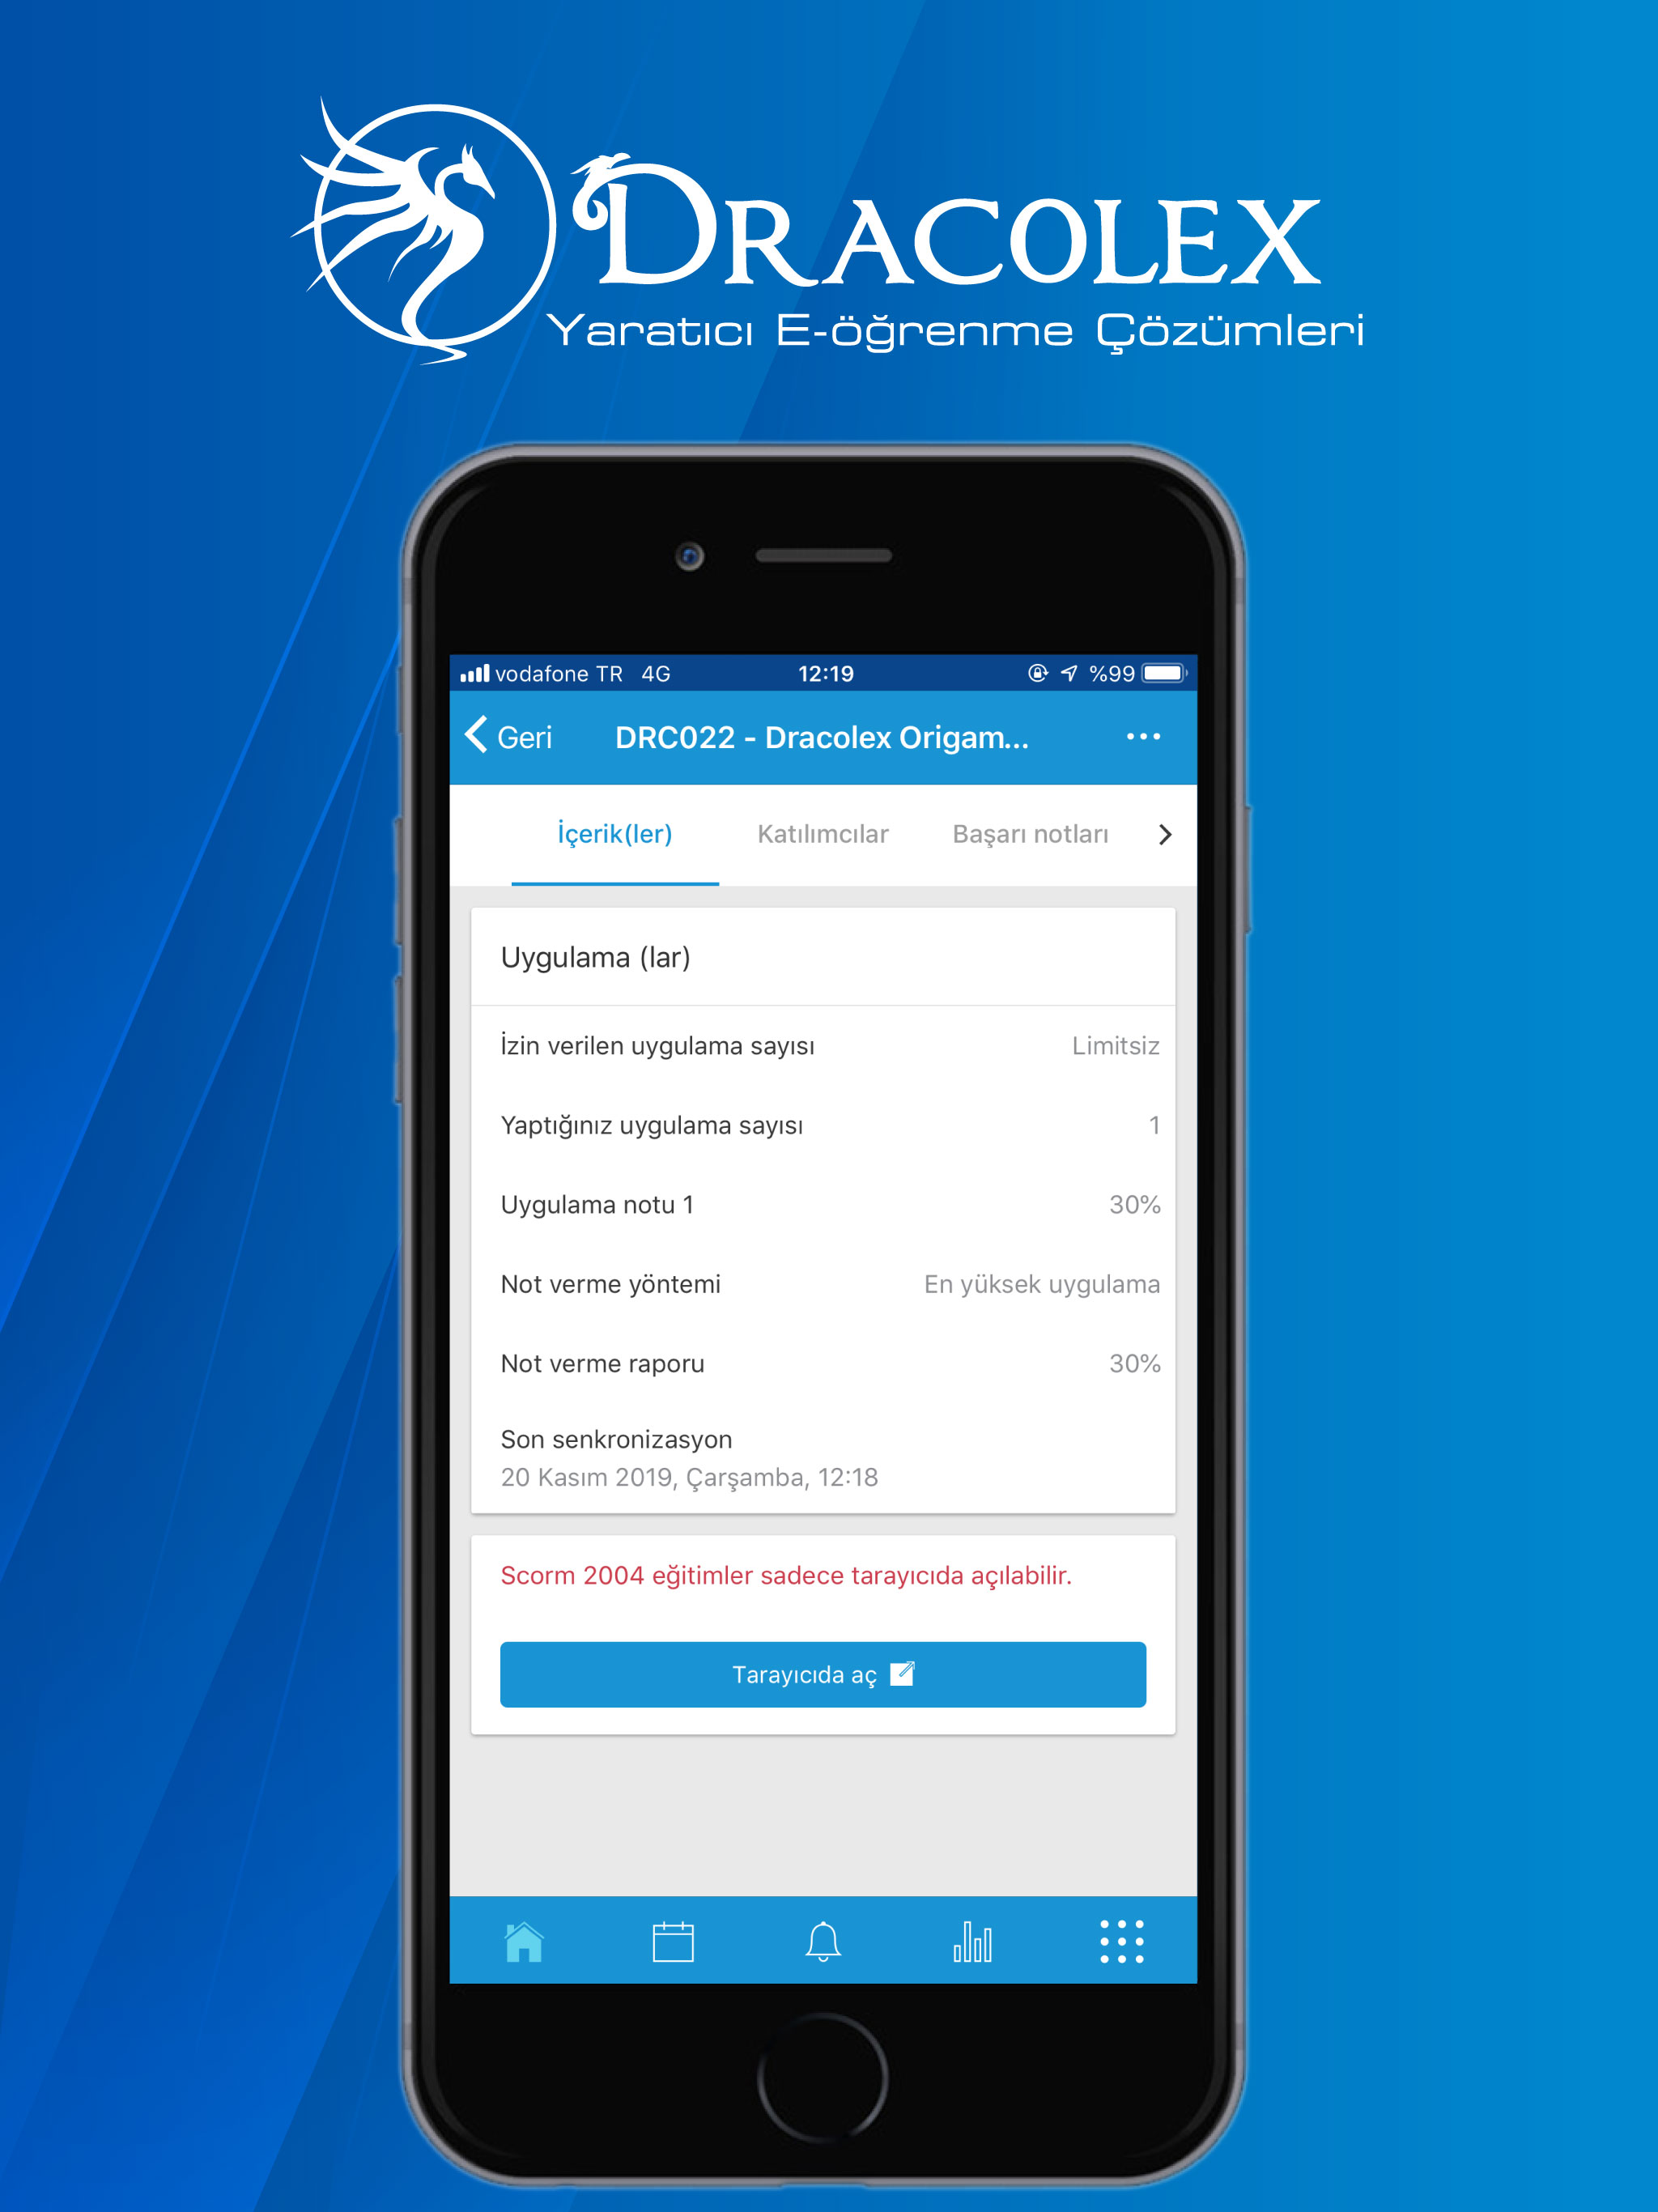 DRACOLEX
Yaratıcı E-öğrenme Çözümleri
vodafone TR 4G 12:19 %99
Geri DRC022 - Dracolex Origam... ...
İçerik(ler) Katılımcılar Başarı notları
Uygulama (lar)
İzin verilen uygulama sayısı Limitsiz
Yaptığınız uygulama sayısı 1
Uygulama notu 1 30%
Not verme yöntemi En yüksek uygulama
Not verme raporu 30%
Son senkronizasyon
20 Kasım 2019, Çarşamba, 12:18
Scorm 2004 eğitimler sadece tarayıcıda açılabilir.
Tarayıcıda aç